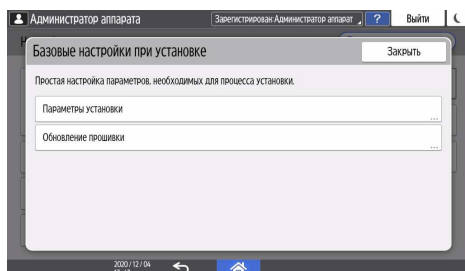 Администратор аппарата
Зарегистрирован:Администратор аппарат
?
Выйти
Базовые настройки при установке
Закрыть
Простая настройка параметров, необходимых для процесса установки.
Параметры установки
...
Обновление прошивки
...
2020/12/04